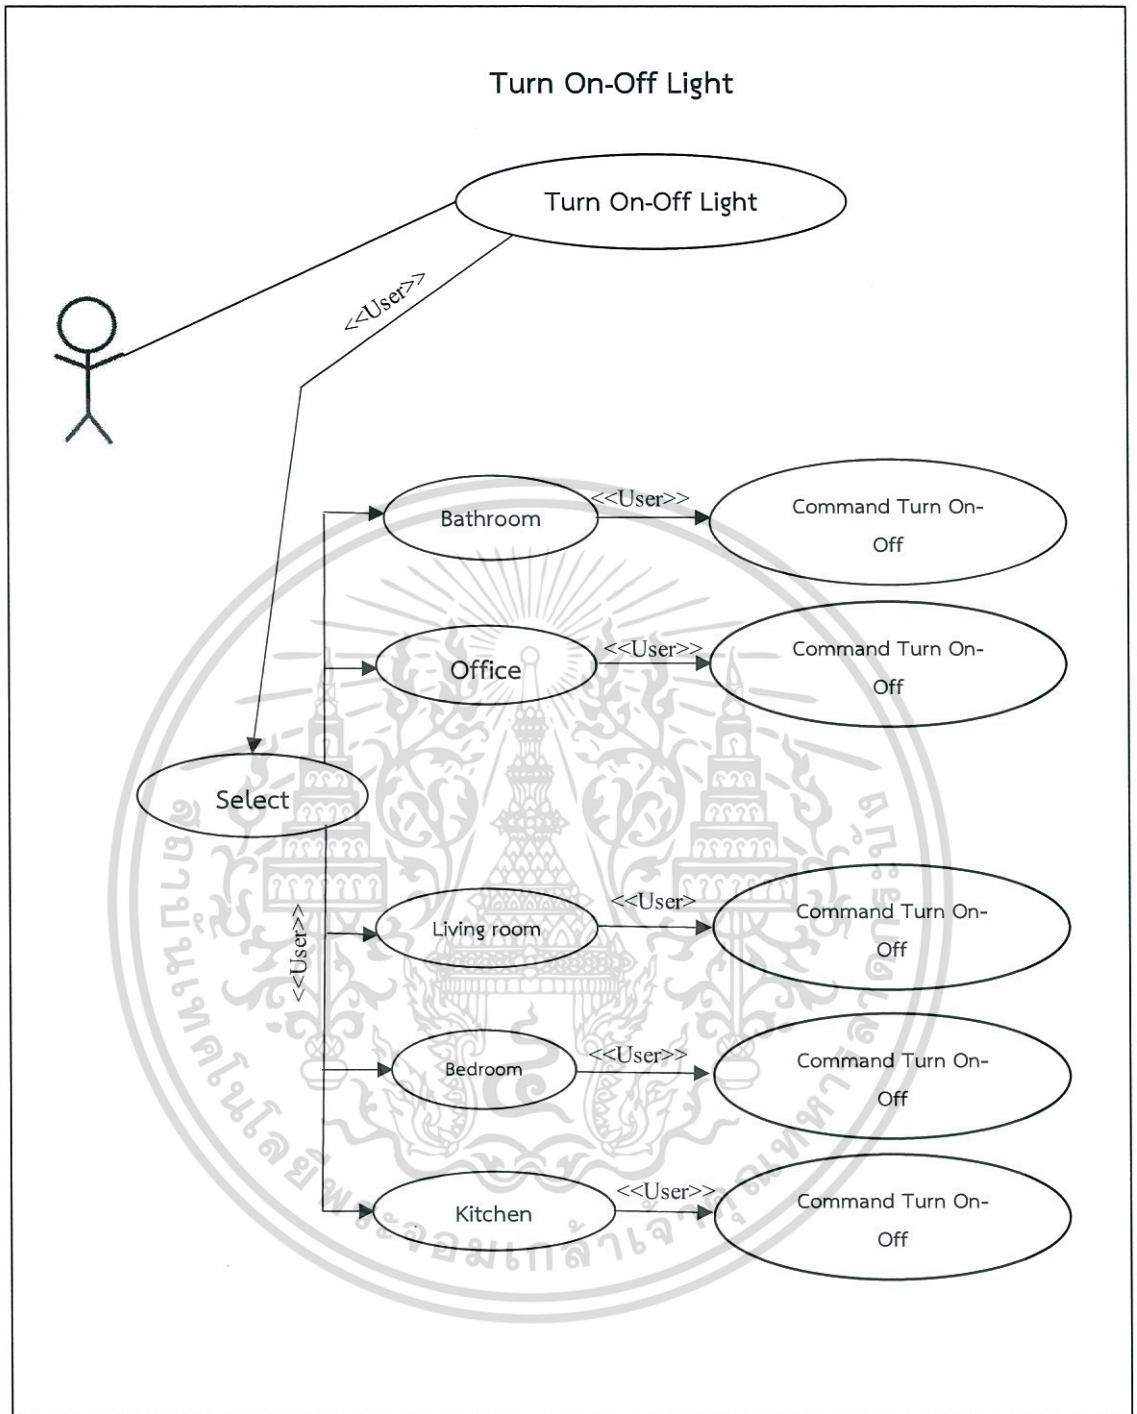 Turn On-Off Light
Turn On-Off Light
<<User>>
Bathroom
<<User>>
Command Turn On-
Off
Office
<<User>>
Command Turn On-
Off
Select
<<User>>
Living room
<<User>
Command Turn On-
Off
Bedroom
<<User>>
Command Turn On-
Off
Kitchen
<<User>>
Command Turn On-
Off